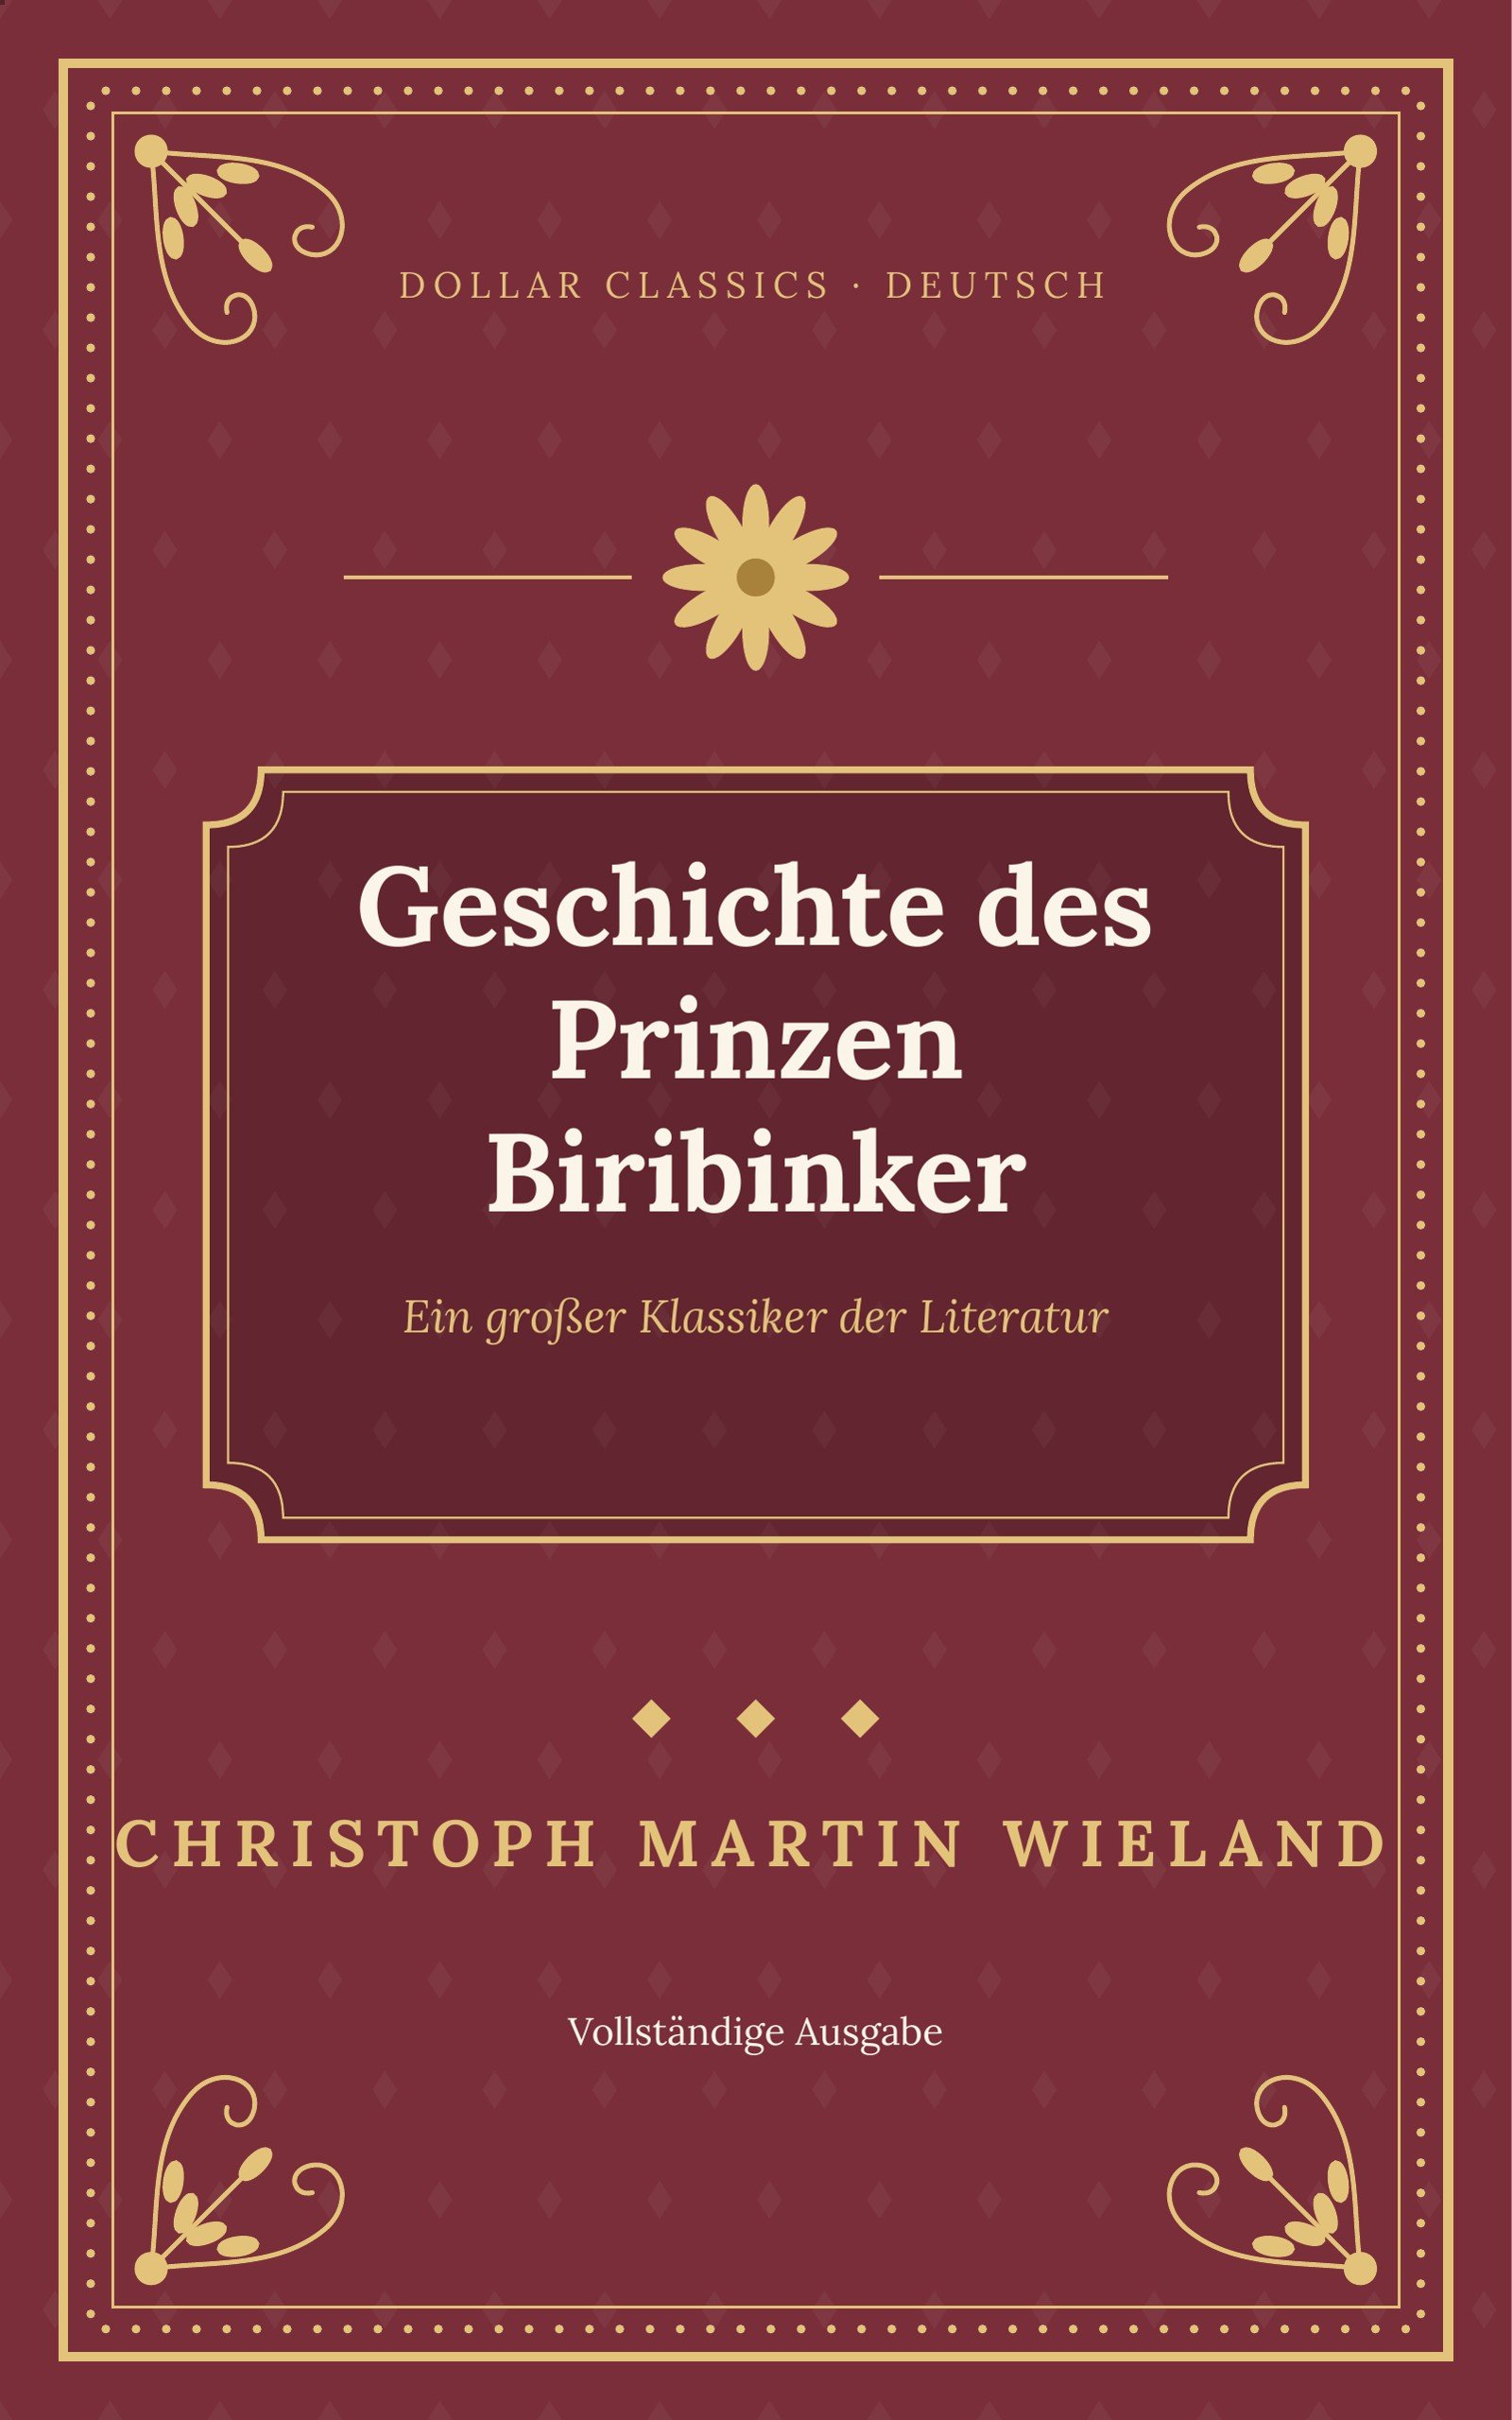 DOLLAR CLASSICS · DEUTSCH
Geschichte des
Prinzen
Biribinker
Ein großer Klassiker der Literatur
CHRISTOPH MARTIN WIELAND
Vollständige Ausgabe